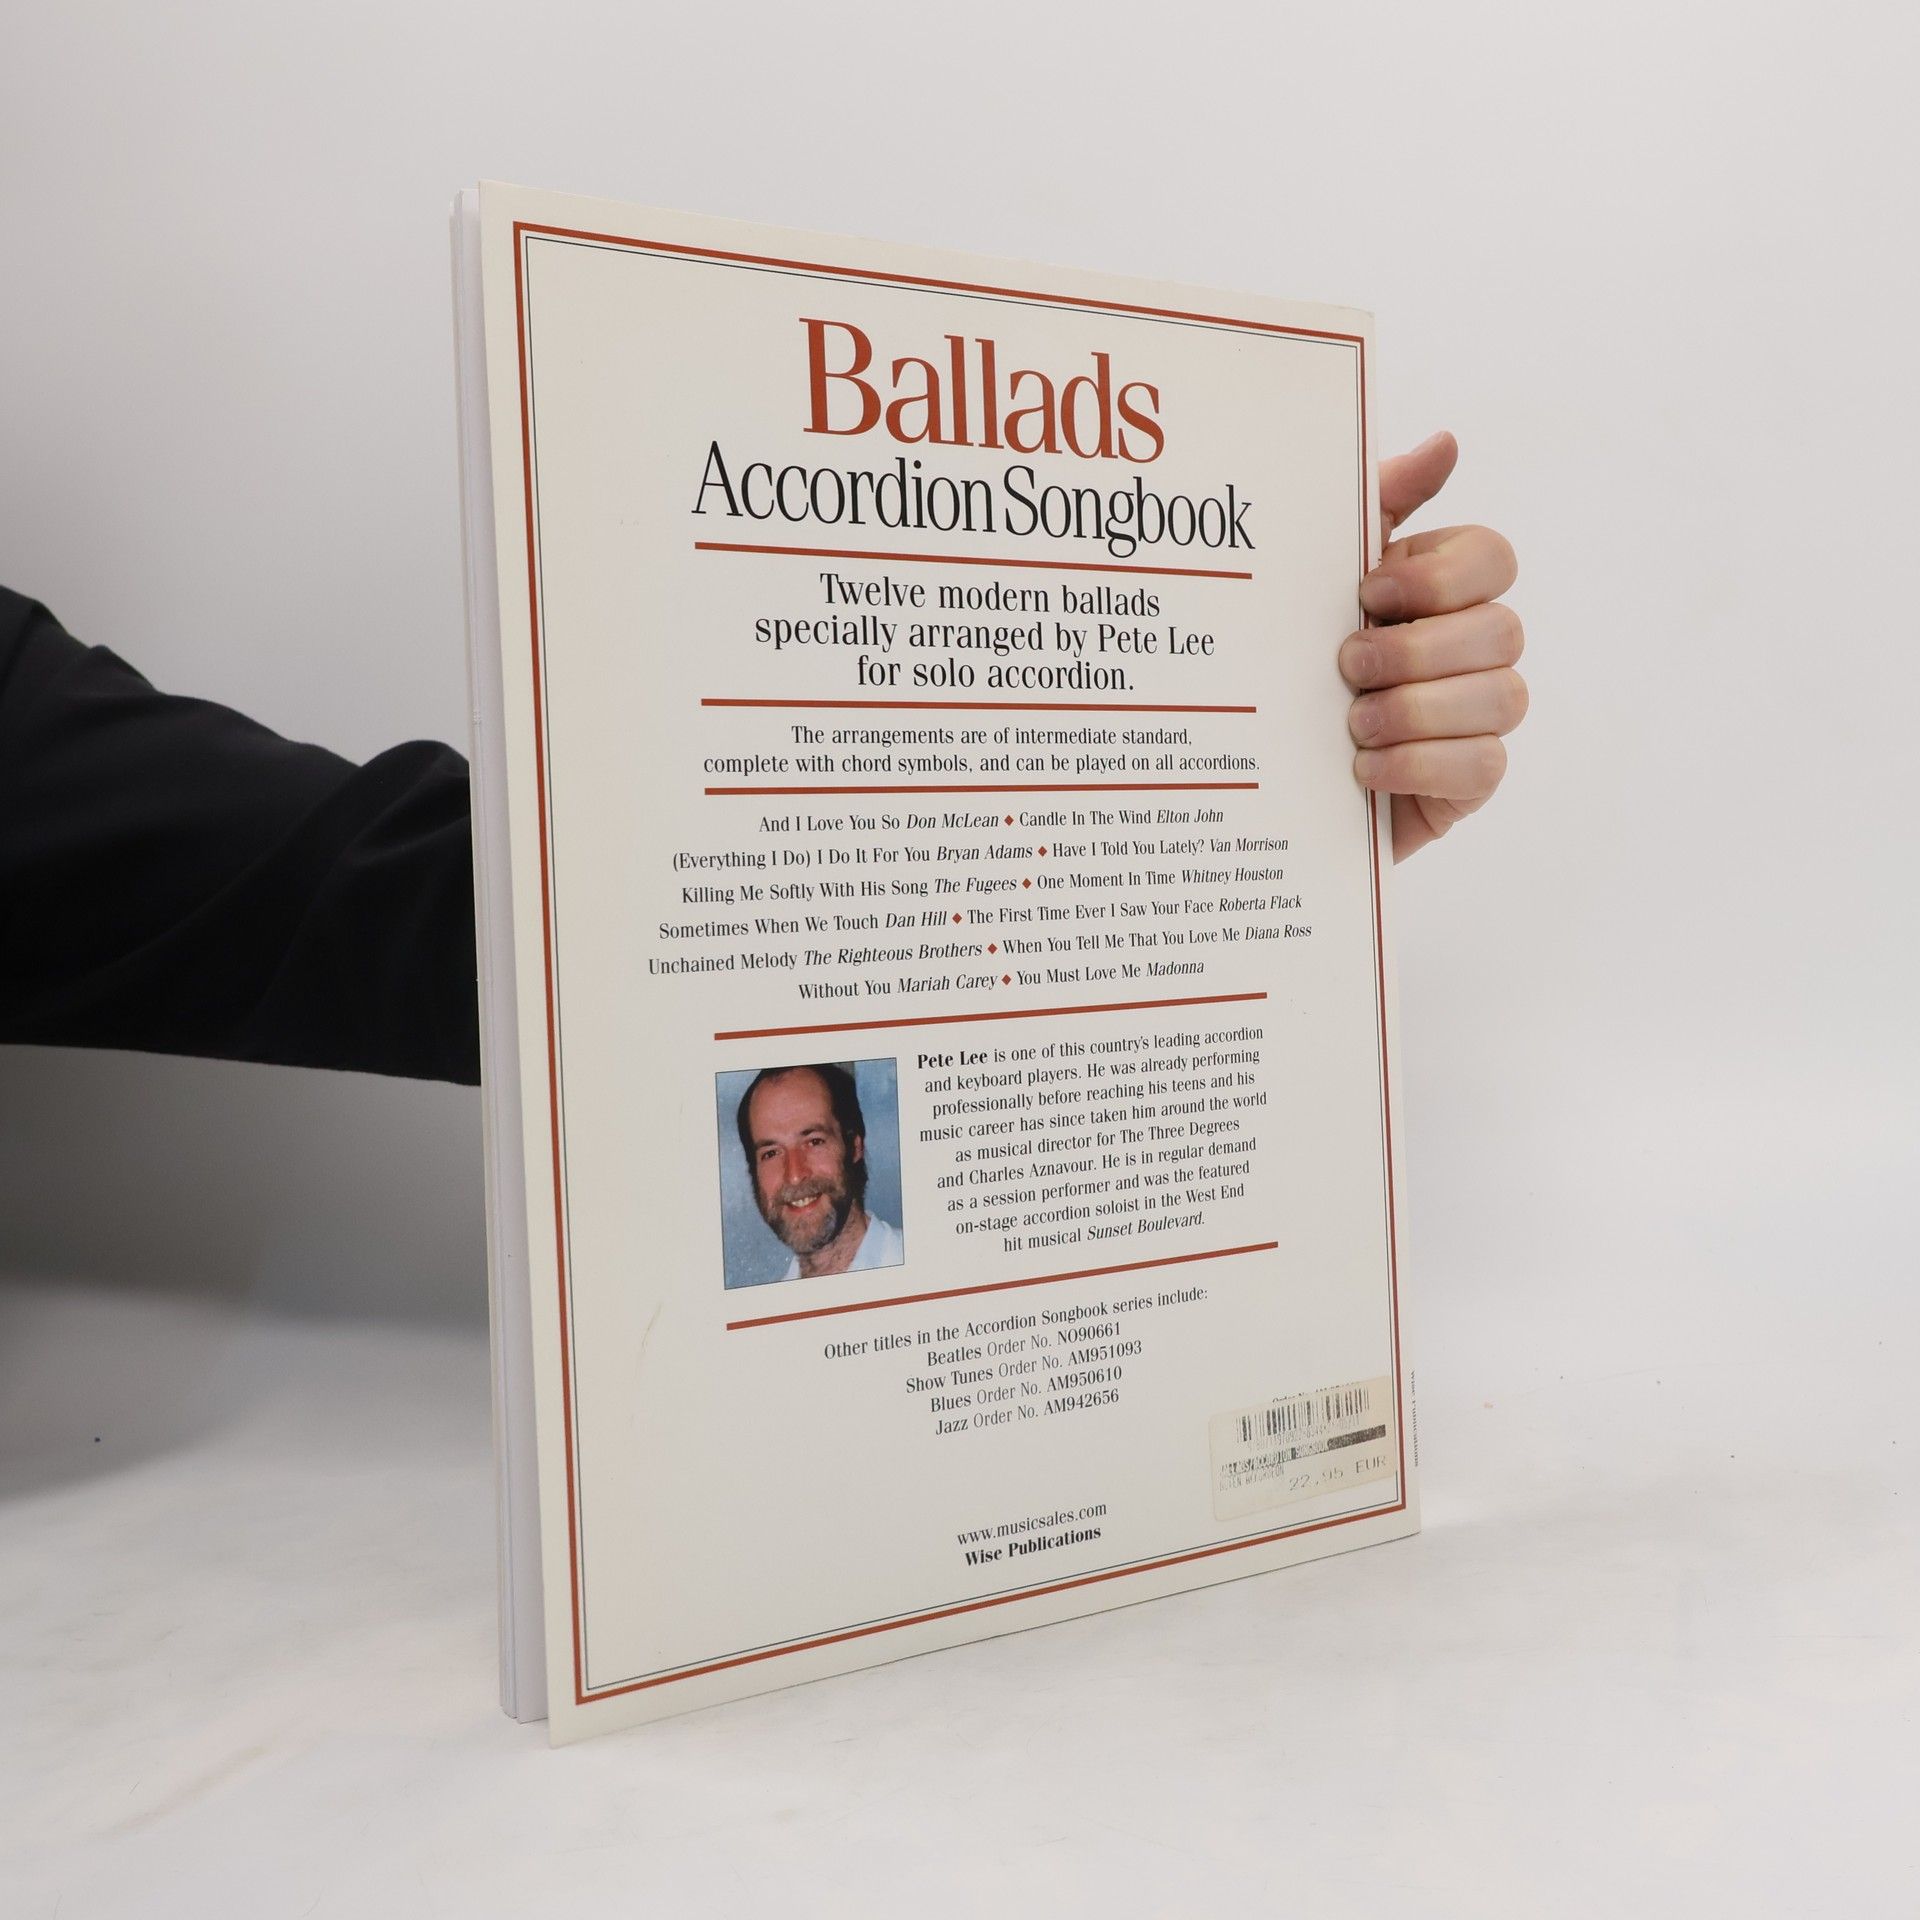 Ballads
Accordion Songbook
Twelve modern ballads
specially arranged by Pete Lee
for solo accordion.
The arrangements are of intermediate standard,
complete with chord symbols, and can be played on all accordions.
And I Love You So Don McLean ◆ Candle In The Wind Elton John
(Everything I Do) I Do It For You Bryan Adams ◆ Have I Told You Lately? Van Morrison
Killing Me Softly With His Song The Fugees ◆ One Moment In Time Whitney Houston
Sometimes When We Touch Dan Hill ◆ The First Time Ever I Saw Your Face Roberta Flack
Unchained Melody The Righteous Brothers ◆ When You Tell Me That You Love Me Diana Ross
Without You Mariah Carey ◆ You Must Love Me Madonna
Pete Lee is one of this country's leading accordion
and keyboard players. He was already performing
professionally before reaching his teens and his
music career has since taken him around the world
as musical director for The Three Degrees
and Charles Aznavour. He is in regular demand
as a session performer and was the featured
on-stage accordion soloist in the West End
hit musical Sunset Boulevard.
Other titles in the Accordion Songbook series include:
Beatles Order No. NO90661
Show Tunes Order No. AM951093
Blues Order No. AM950610
Jazz Order No. AM942656
22,95 EUR
www.musicsales.com
Wise Publications
Wise Publications